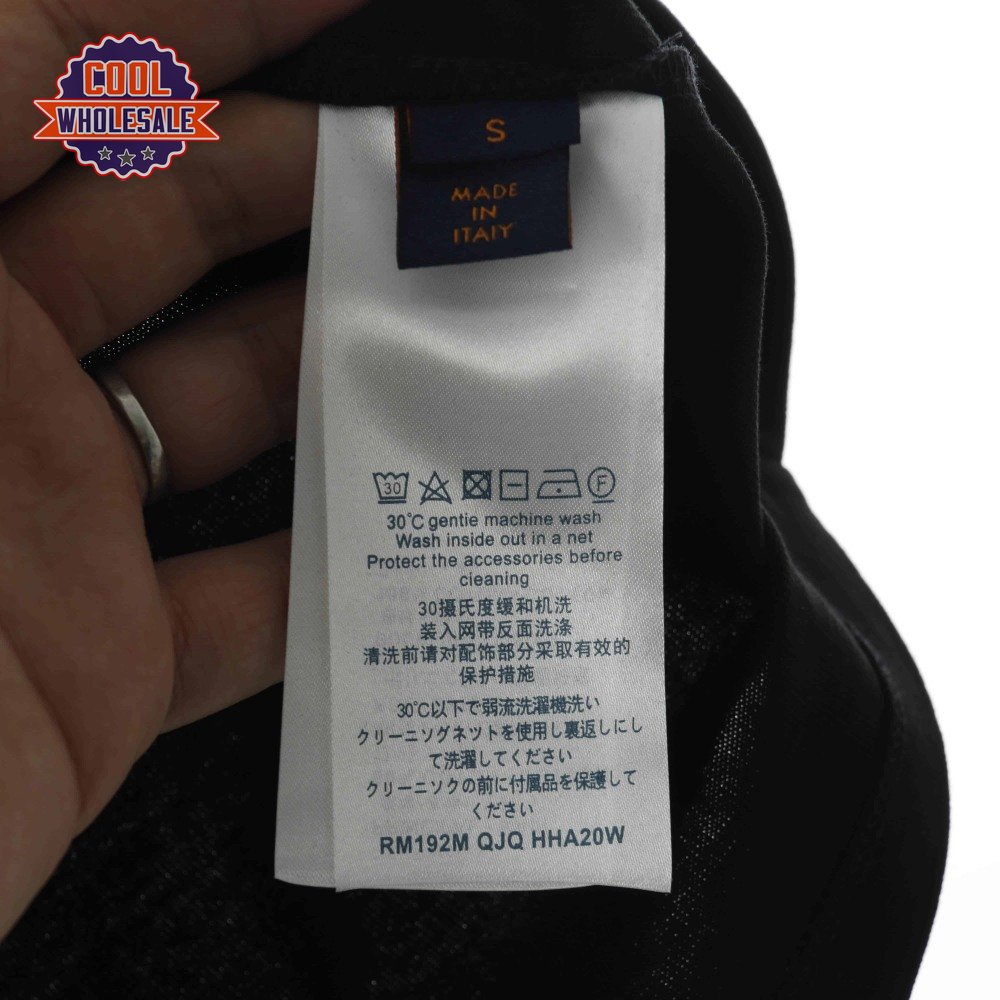 COOL
WHOLESALE
S
MADE
IN
ITALY
30
F
30℃ gentie machine wash
Wash inside out in a net
Protect the accessories before
cleaning
30摄氏度缓和机洗
装入网带反面洗涤
清洗前请对配饰部分采取有效的
保护措施
30℃以下で弱流洗濯機洗い
クリーニソグネツトを使用し裏返しにし
て洗濯してください
クリーニソクの前に付属品を保護して
ください
RM192M QJQ HHA20W